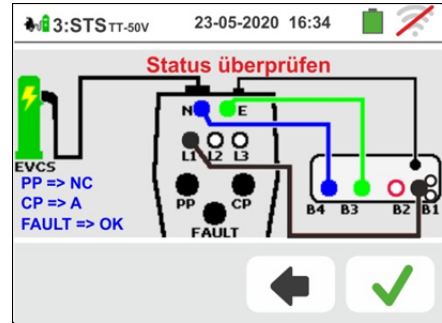 3:STS TT-50V 23-05-2020 16:34
Status überprüfen
N E
L1 L2 L3
EVCS
PP => NC
CP => A
FAULT => OK
PP CP
FAULT
B4 B3 B2 B1